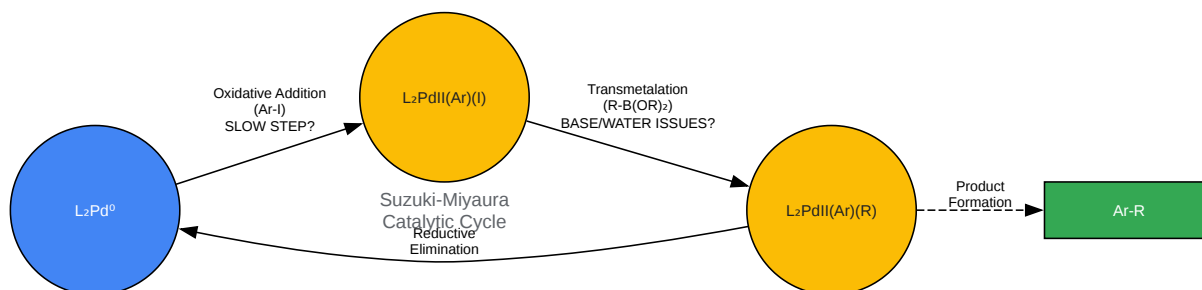 Oxidative Addition
(Ar-I)
SLOW STEP?
L₂PdII(Ar)(I)
Transmetalation
(R-B(OR)₂)
BASE/WATER ISSUES?
L₂Pd⁰
Suzuki-Miyaura
Catalytic Cycle
Reductive
Elimination
L₂PdII(Ar)(R)
Product
Formation
Ar-R